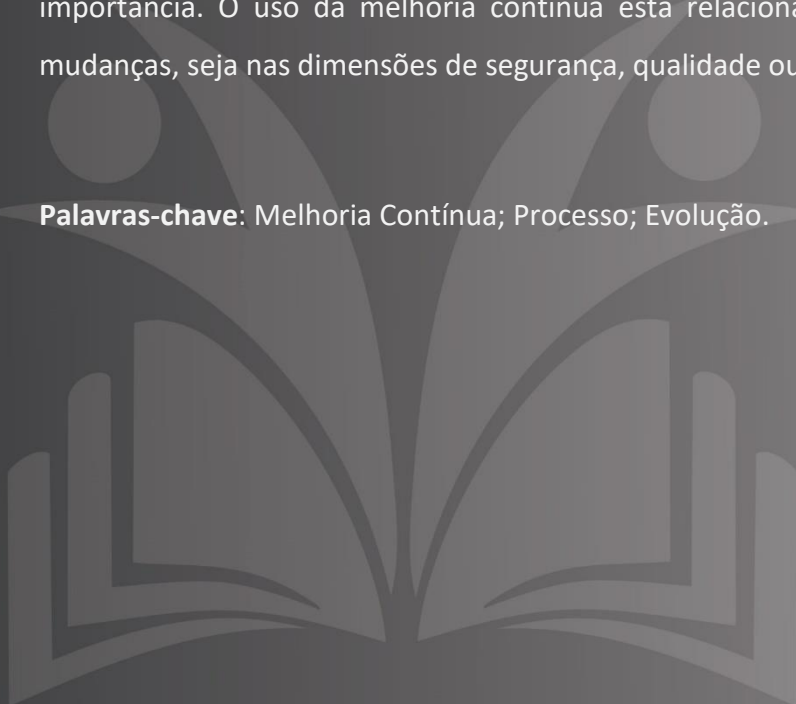 importância. O uso da melhoria contínua está relaciona
mudanças, seja nas dimensões de segurança, qualidade ou
Palavras-chave: Melhoria Contínua; Processo; Evolução.